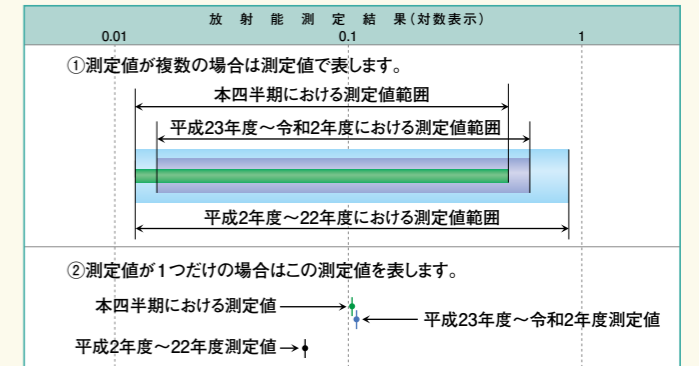 放射能測定結果(対数表示)
0.01 0.1 1
①測定値が複数の場合は測定値で表します。
本四半期における測定値範囲
平成23年度～令和2年度における測定値範囲
平成2年度～22年度における測定値範囲
②測定値が1つだけの場合はこの測定値を表します。
本四半期における測定値
平成23年度～令和2年度測定値
平成2年度～22年度測定値